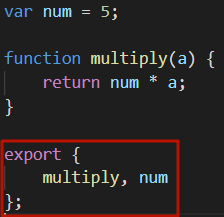 var num = 5;
function multiply(a) {
    return num * a;
}
export {
    multiply, num
};